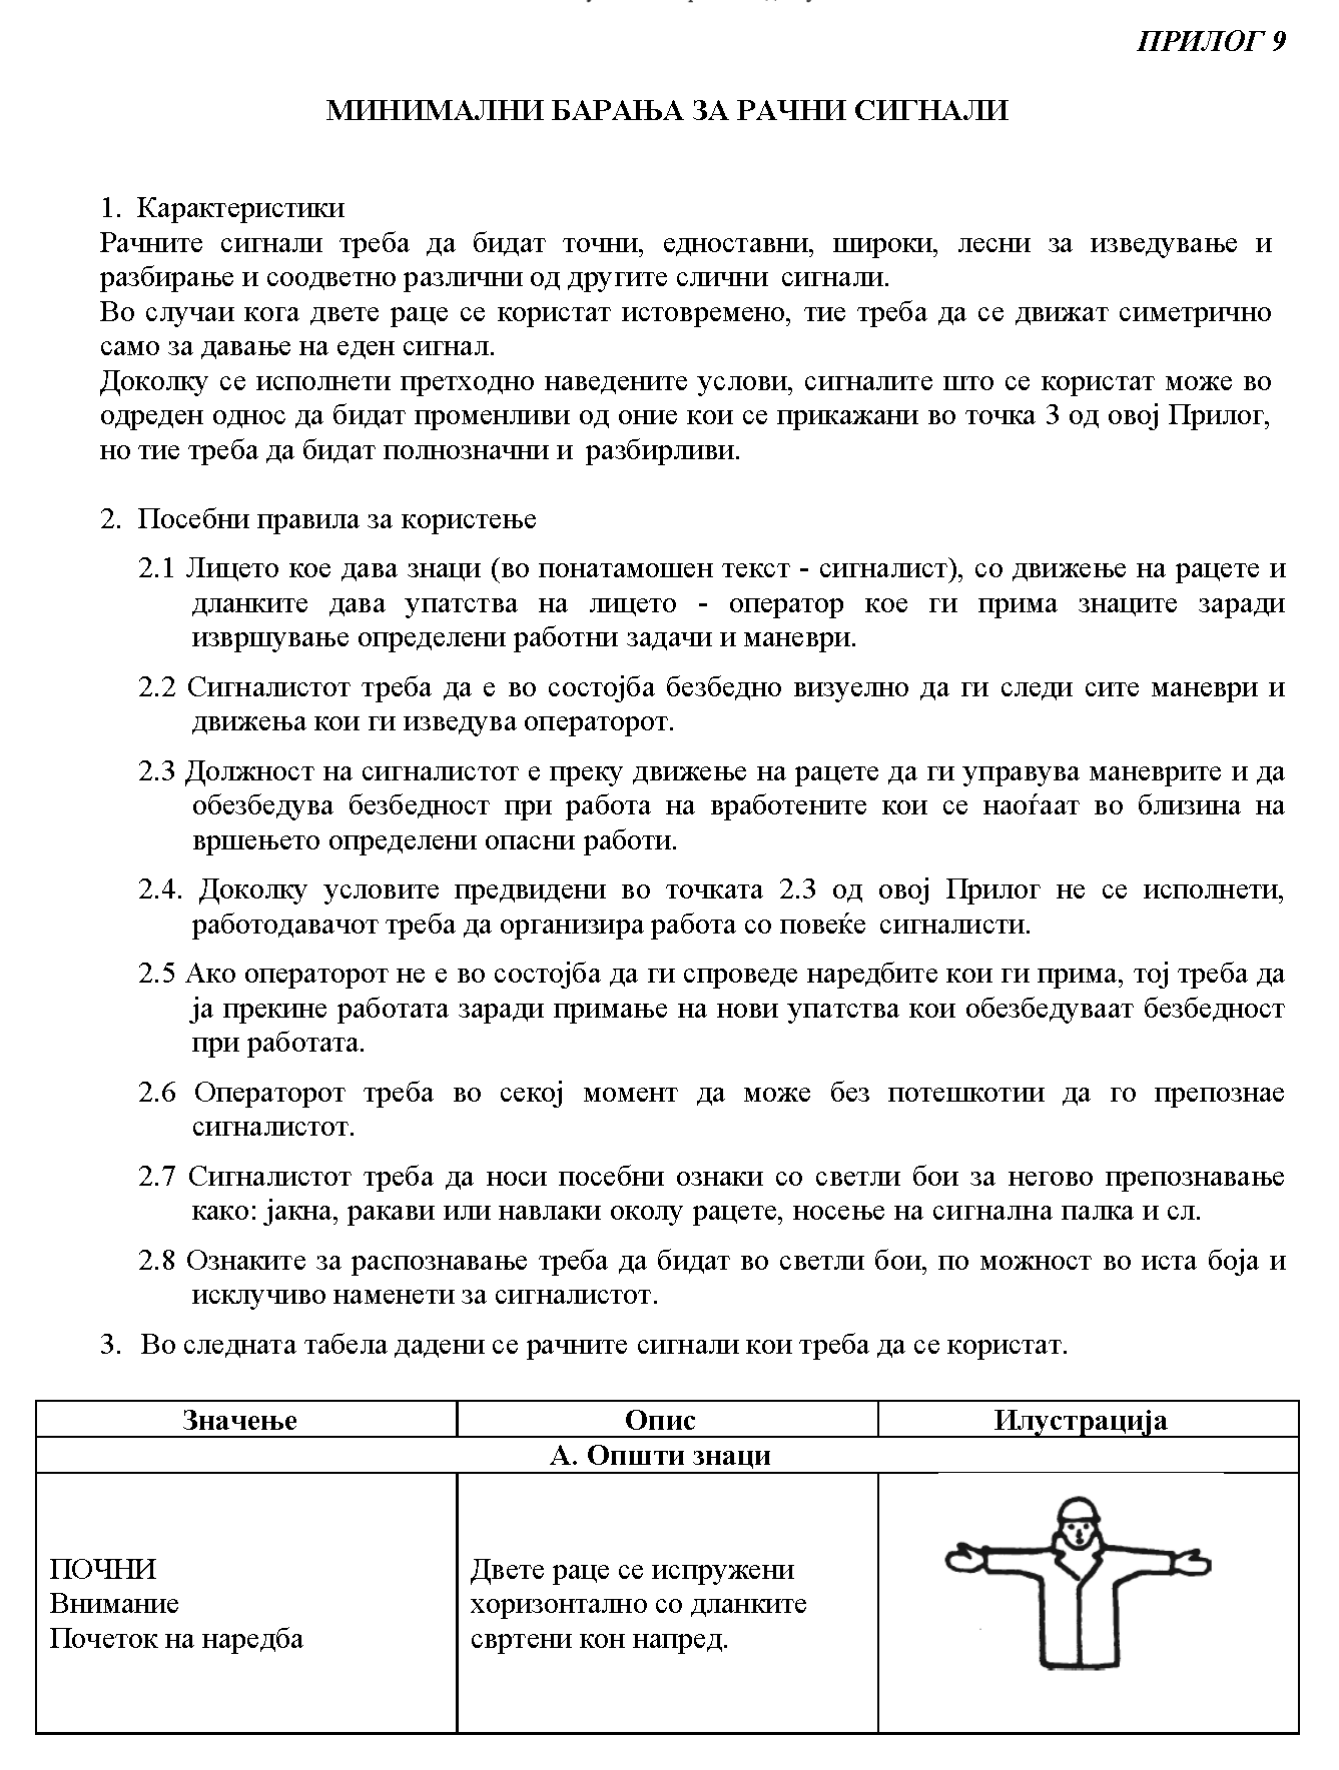 ПРИЛОГ 9
МИНИМАЛНИ БАРАЊА ЗА РАЧНИ СИГНАЛИ
1. Карактеристики
Рачните сигнали треба да бидат точни, едноставни, широки, лесни за изведување и
разбирање и соодветно различни од другите слични сигнали.
Во случаи кога двете раце се користат истовремено, тие треба да се движат симетрично
само за давање на еден сигнал.
Доколку се исполнети претходно наведените услови, сигналите што се користат може во
одреден однос да бидат променливи од оние кои се прикажани во точка 3 од овој Прилог,
но тие треба да бидат полнозначни и разбирливи.
2. Посебни правила за користење
2.1 Лицето кое дава знаци (во понатамошен текст - сигналист), со движење на рацете и
дланките дава упатства на лицето - оператор кое ги прима знаците заради
извршување определени работни задачи и маневри.
2.2 Сигналистот треба да е во состојба безбедно визуелно да ги следи сите маневри и
движења кои ги изведува операторот.
2.3 Должност на сигналистот е преку движење на рацете да ги управува маневрите и да
обезбедува безбедност при работа на вработените кои се наоѓаат во близина на
вршењето определени опасни работи.
2.4. Доколку условите предвидени во точката 2.3 од овој Прилог не се исполнети,
работодавачот треба да организира работа со повеќе сигналисти.
2.5 Ако операторот не е во состојба да ги спроведе наредбите кои ги прима, тој треба да
ја прекине работата заради примање на нови упатства кои обезбедуваат безбедност
при работата.
2.6 Операторот треба во секој момент да може без потешкотии да го препознае
сигналистот.
2.7 Сигналистот треба да носи посебни ознаки со светли бои за негово препознавање
како: јакна, ракави или навлаки околу рацете, носење на сигнална палка и сл.
2.8 Ознаките за распознавање треба да бидат во светли бои, по можност во иста боја и
исклучиво наменети за сигналистот.
3. Во следната табела дадени се рачните сигнали кои треба да се користат.
Значење Опис Илустрација
А. Општи знаци
ПОЧНИ
Внимание
Почеток на наредба
Двете раце се испружени
хоризонтално со дланките
свртени кон напред.